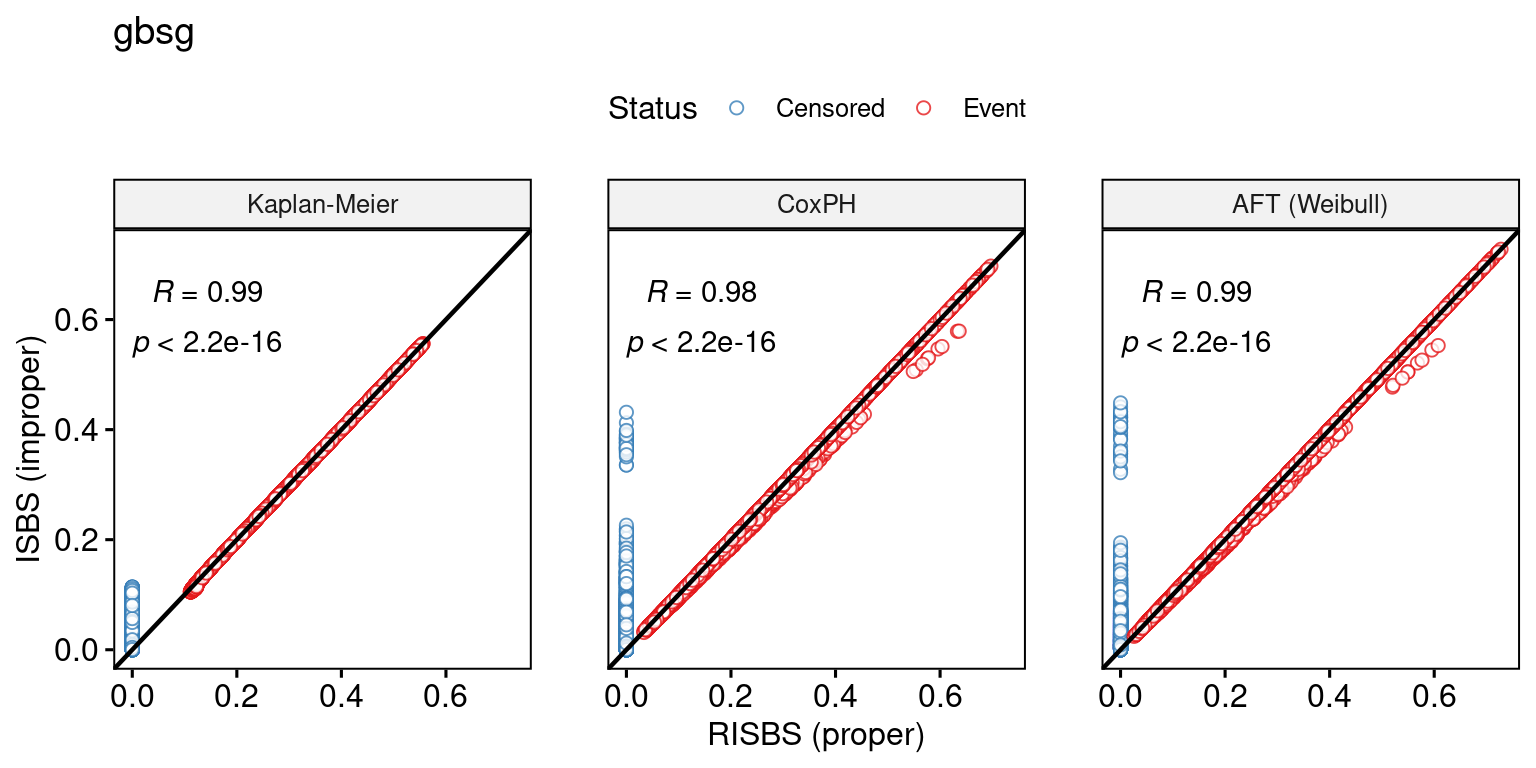 gbsg
Status Censored Event
Kaplan-Meier CoxPH AFT (Weibull)
R = 0.99 R = 0.98 R = 0.99
p < 2.2e-16 p < 2.2e-16 p < 2.2e-16
ISBS (improper)
0.6
0.4
0.2
0.0
0.0 0.2 0.4 0.6 0.0 0.2 0.4 0.6 0.0 0.2 0.4 0.6
RISBS (proper)